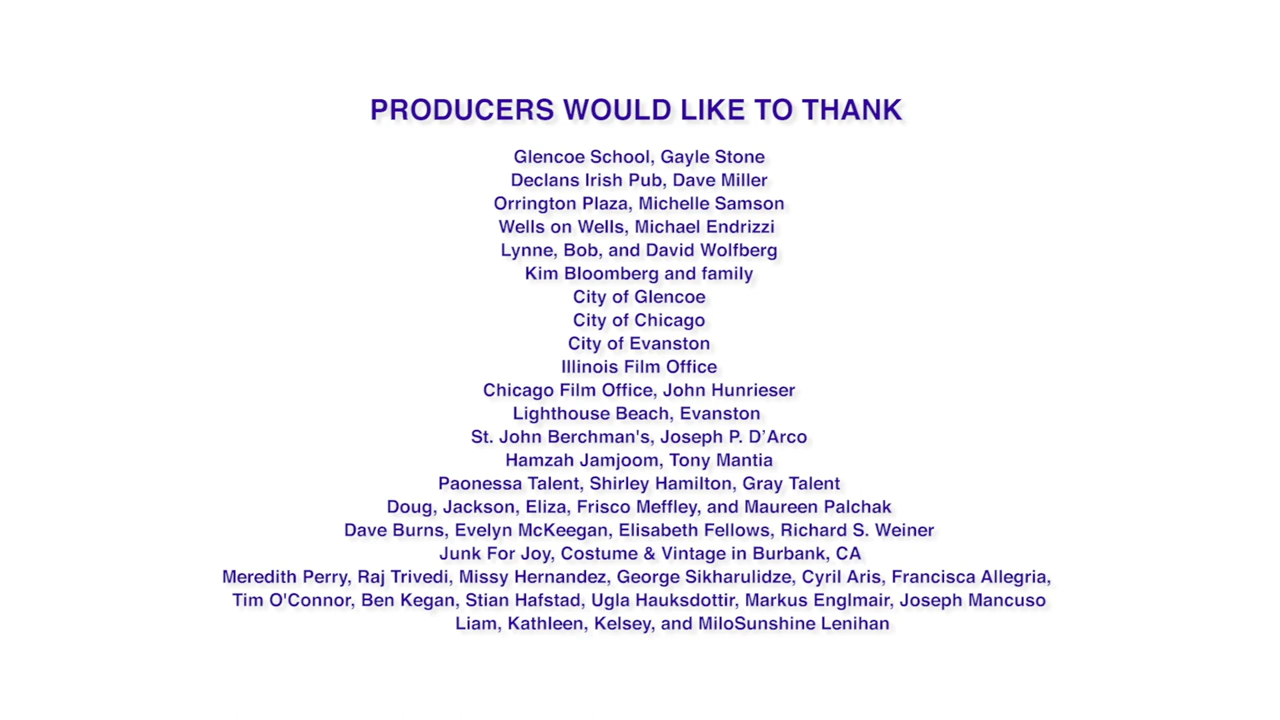 PRODUCERS WOULD LIKE TO THANK
Glencoe School, Gayle Stone
Declans Irish Pub, Dave Miller
Orrington Plaza, Michelle Samson
Wells on Wells, Michael Endrizzi
Lynne, Bob, and David Wolfberg
Kim Bloomberg and family
City of Glencoe
City of Chicago
City of Evanston
Illinois Film Office
Chicago Film Office, John Hunrieser
Lighthouse Beach, Evanston
St. John Berchman's, Joseph P. D’Arco
Hamzah Jamjoom, Tony Mantia
Paonessa Talent, Shirley Hamilton, Gray Talent
Doug, Jackson, Eliza, Frisco Meffley, and Maureen Palchak
Dave Burns, Evelyn McKeegan, Elisabeth Fellows, Richard S. Weiner
Junk For Joy, Costume & Vintage in Burbank, CA
Meredith Perry, Raj Trivedi, Missy Hernandez, George Sikharulidze, Cyril Aris, Francisca Allegria,
Tim O'Connor, Ben Kegan, Stian Hafstad, Ugla Hauksdottir, Markus Englmair, Joseph Mancuso
Liam, Kathleen, Kelsey, and MiloSunshine Lenihan